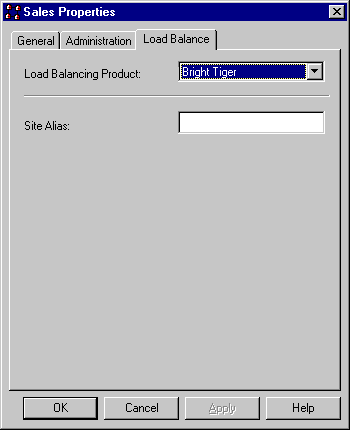 Sales Properties
General Administration Load Balance
Load Balancing Product: Bright Tiger
Site Alias:
OK Cancel Apply Help